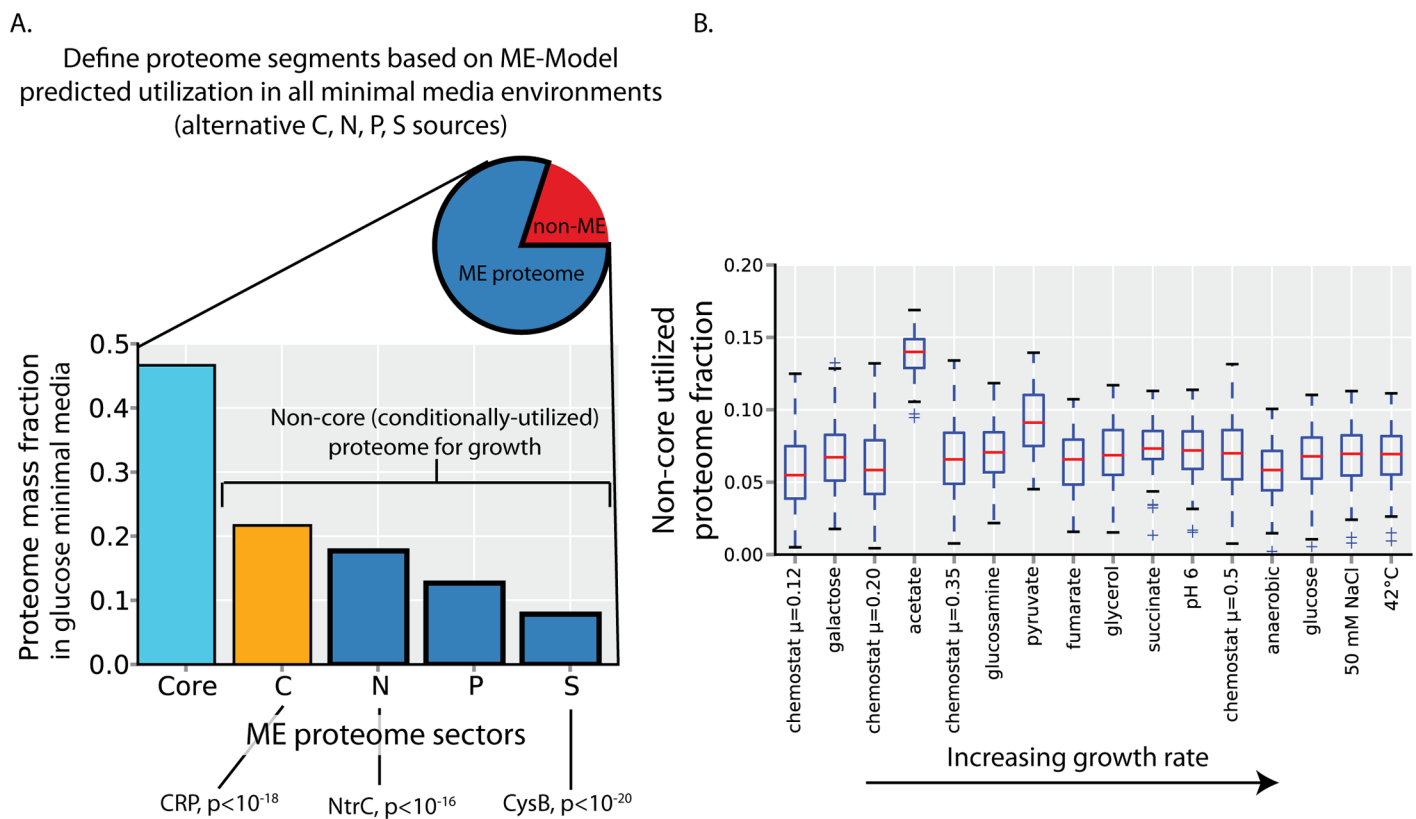 A.
Define proteome segments based on ME-Model
predicted utilization in all minimal media environments
(alternative C, N, P, S sources)
non-ME
ME proteome
Proteome mass fraction
in glucose minimal media
0.5
0.4
0.3
0.2
0.1
0.0
Non-core (conditionally-utilized)
proteome for growth
Core
C
N
P
S
ME proteome sectors
CRP, p<10⁻¹⁸
NtrC, p<10⁻¹⁶
CysB, p<10⁻²⁰
B.
Non-core utilized
proteome fraction
0.20
0.15
0.10
0.05
0.00
chemostat µ=0.12
galactose
chemostat µ=0.20
acetate
chemostat µ=0.35
glucosamine
pyruvate
fumarate
glycerol
succinate
pH 6
chemostat µ=0.5
anaerobic
glucose
50 mM NaCl
42°C
Increasing growth rate